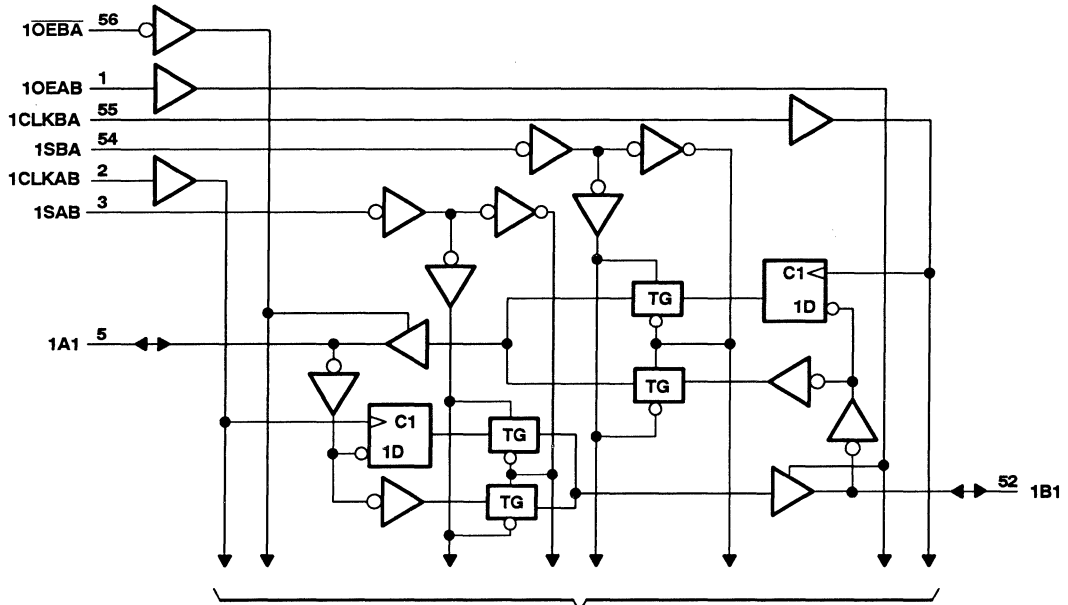 1O̅E̅B̅A̅ 56
1OEAB 1
1CLKBA 55
1SBA 54
1CLKAB 2
1SAB 3
C1
1D
TG
1A1 5
TG
C1
TG
1D
TG
52 1B1